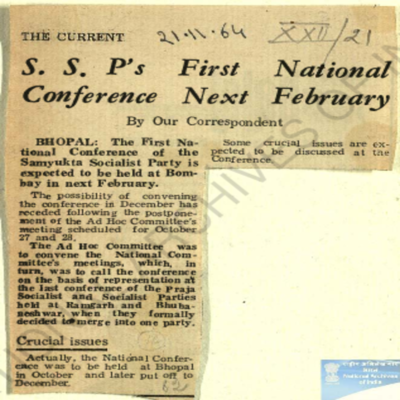 THE CURRENT
21·11·64
XXII/21
S. S. P's First National
Conference Next February
By Our Correspondent
BHOPAL: The First Na-
tional Conference of the
Samyukta Socialist Party is
expected to be held at Bom-
bay in next February.
The possibility of convening
the conference in December has
receded following the postpone-
ment of the Ad Hoc Committee's
meeting scheduled for October
27 and 28.
The Ad Hoc Committee was
to convene the National Com-
mittee's meetings, which, in
turn, was to call the conference
on the basis of representation at
the last conference of the Praja
Socialist and Socialist Parties
held at Ramgarh and Bhuba-
neshwar, when they formally
decided to merge into one party.
Crucial issues
Actually, the National Confer-
ence was to be held at Bhopal
in October and later put off to
December.
62
Some crucial issues are ex-
pected to be discussed at the
Conference.
राष्ट्रीय अभिलेखागार
National Archives
of India